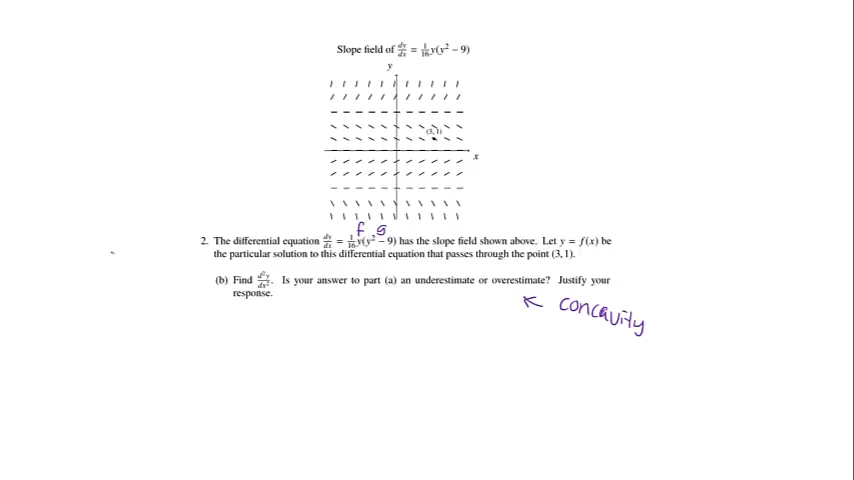 Slope field of dy/dx = 1/16 y(y² − 9)
y
(3, 1)
x
f g
2. The differential equation dy/dx = 1/16 y(y² − 9) has the slope field shown above. Let y = f(x) be
the particular solution to this differential equation that passes through the point (3, 1).
(b) Find d²y/dx². Is your answer to part (a) an underestimate or overestimate? Justify your
response.
concavity